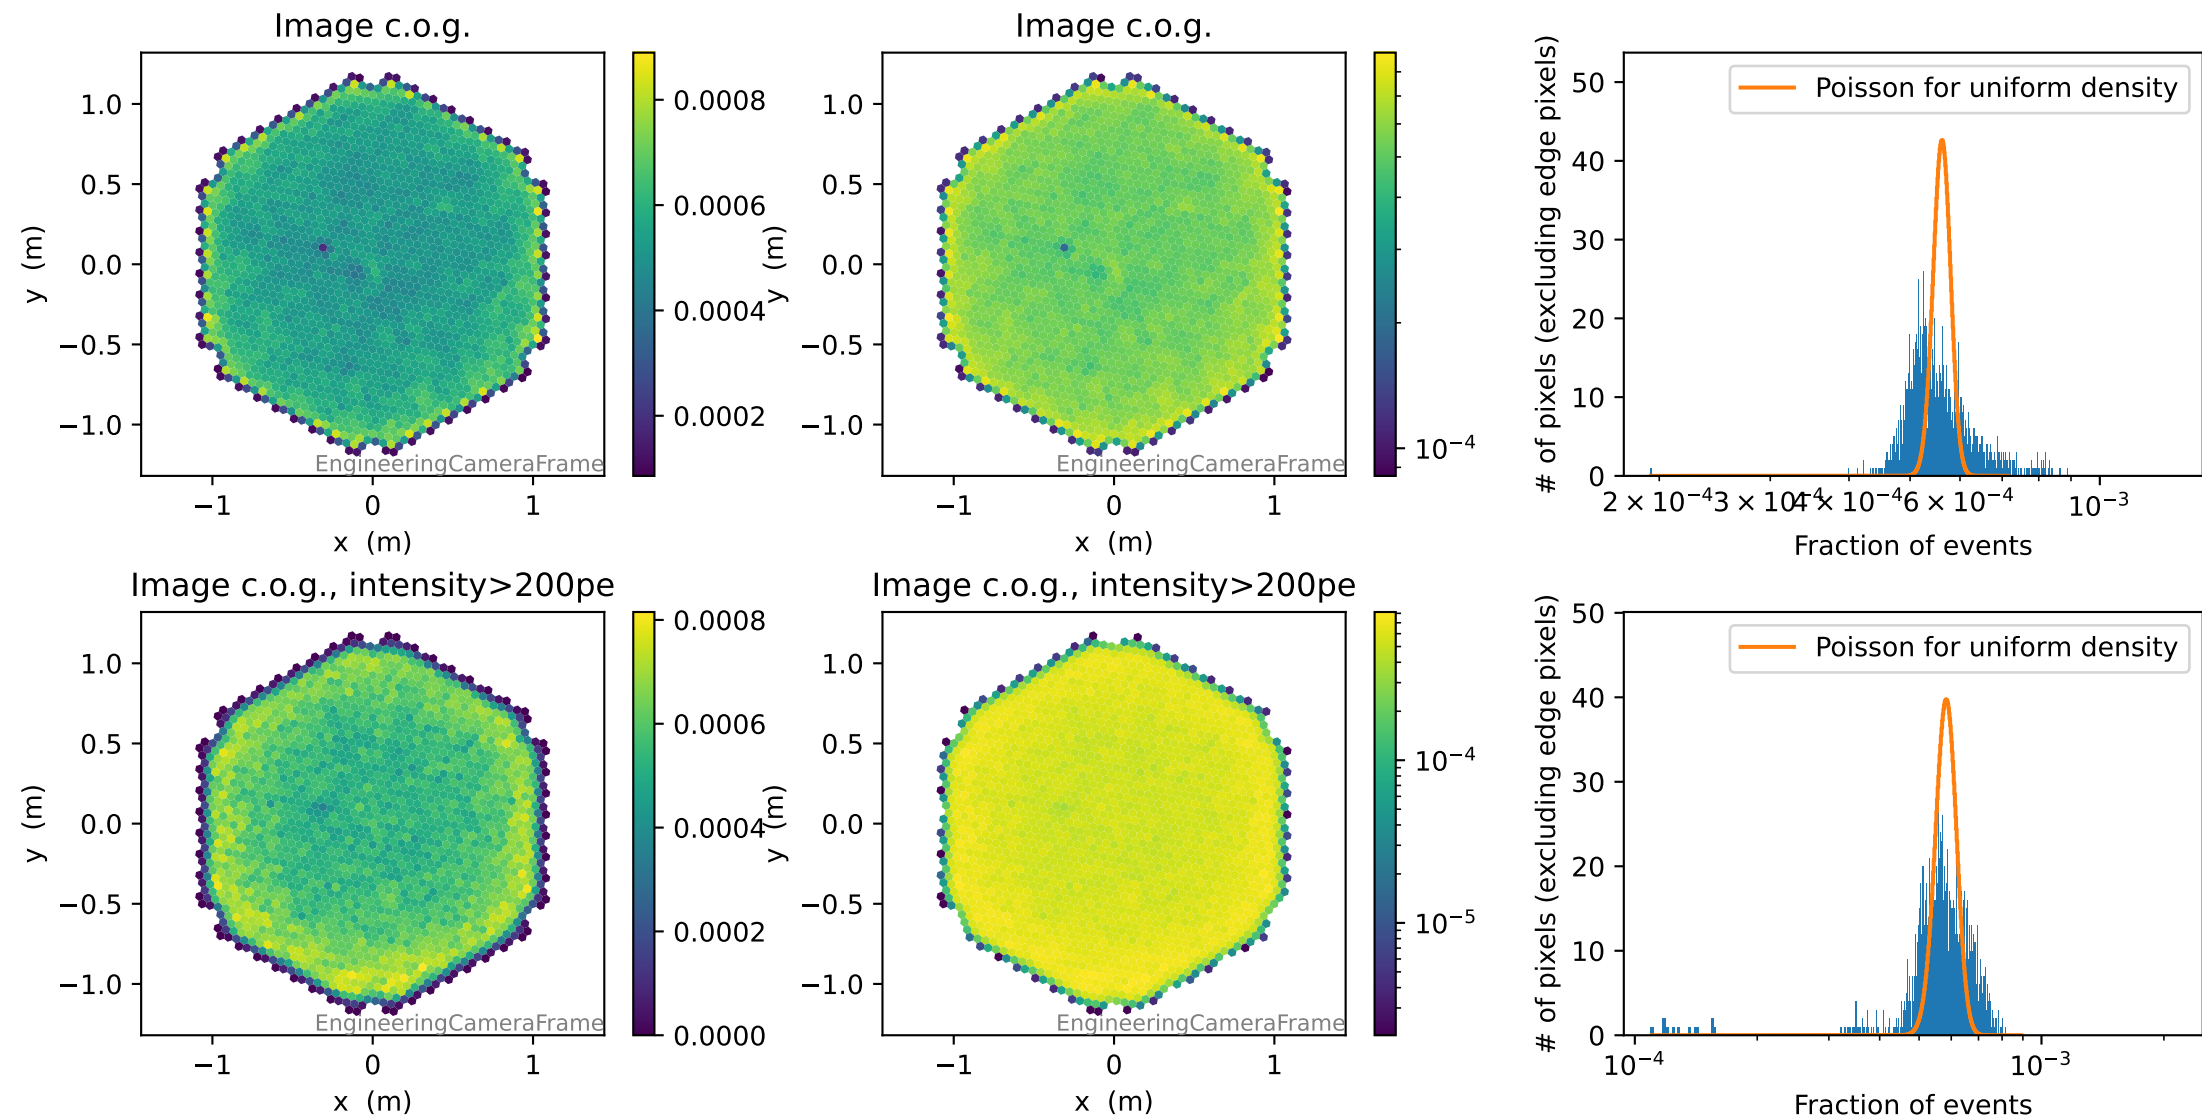 Image c.o.g.
1.0
0.5
0.0
−0.5
−1.0
y (m)
−1 0 1
x (m)
EngineeringCameraFrame
0.0008
0.0006
0.0004
0.0002
Image c.o.g.
1.0
0.5
0.0
−0.5
−1.0
y (m)
−1 0 1
x (m)
EngineeringCameraFrame
10⁻⁴
# of pixels (excluding edge pixels)
50
40
30
20
10
0
Poisson for uniform density
2 × 10⁻⁴ 3 × 10⁻⁴ 4 × 10⁻⁴ 6 × 10⁻⁴ 10⁻³
Fraction of events
Image c.o.g., intensity>200pe
1.0
0.5
0.0
−0.5
−1.0
y (m)
−1 0 1
x (m)
EngineeringCameraFrame
0.0008
0.0006
0.0004
0.0002
0.0000
Image c.o.g., intensity>200pe
1.0
0.5
0.0
−0.5
−1.0
y (m)
−1 0 1
x (m)
EngineeringCameraFrame
10⁻⁴
10⁻⁵
# of pixels (excluding edge pixels)
50
40
30
20
10
0
Poisson for uniform density
10⁻⁴ 10⁻³
Fraction of events